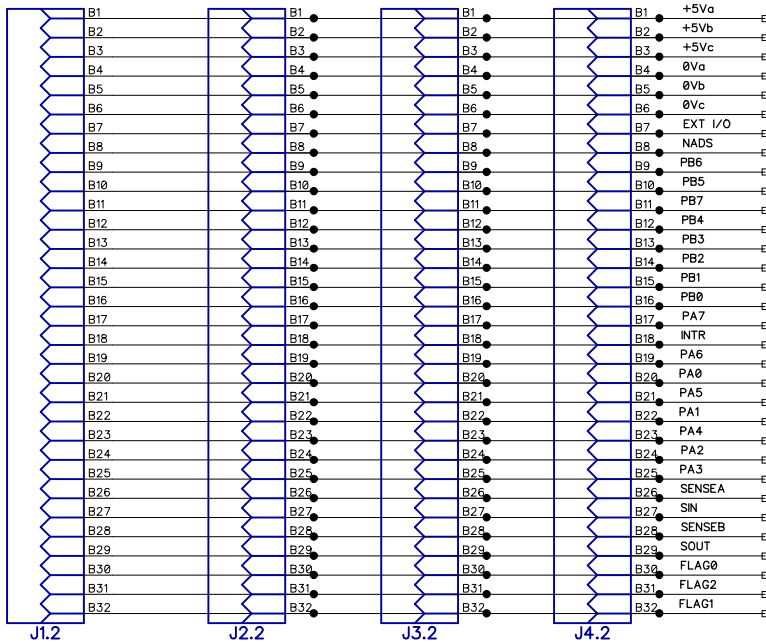 B1 B1 B1 B1 +5Va
B2 B2 B2 B2 +5Vb
B3 B3 B3 B3 +5Vc
B4 B4 B4 B4 0Va
B5 B5 B5 B5 0Vb
B6 B6 B6 B6 0Vc
B7 B7 B7 B7 EXT I/O
B8 B8 B8 B8 NADS
B9 B9 B9 B9 PB6
B10 B10 B10 B10 PB5
B11 B11 B11 B11 PB7
B12 B12 B12 B12 PB4
B13 B13 B13 B13 PB3
B14 B14 B14 B14 PB2
B15 B15 B15 B15 PB1
B16 B16 B16 B16 PB0
B17 B17 B17 B17 PA7
B18 B18 B18 B18 INTR
B19 B19 B19 B19 PA6
B20 B20 B20 B20 PA0
B21 B21 B21 B21 PA5
B22 B22 B22 B22 PA1
B23 B23 B23 B23 PA4
B24 B24 B24 B24 PA2
B25 B25 B25 B25 PA3
B26 B26 B26 B26 SENSEA
B27 B27 B27 B27 SIN
B28 B28 B28 B28 SENSEB
B29 B29 B29 B29 SOUT
B30 B30 B30 B30 FLAG0
B31 B31 B31 B31 FLAG2
B32 B32 B32 B32 FLAG1
J1.2 J2.2 J3.2 J4.2